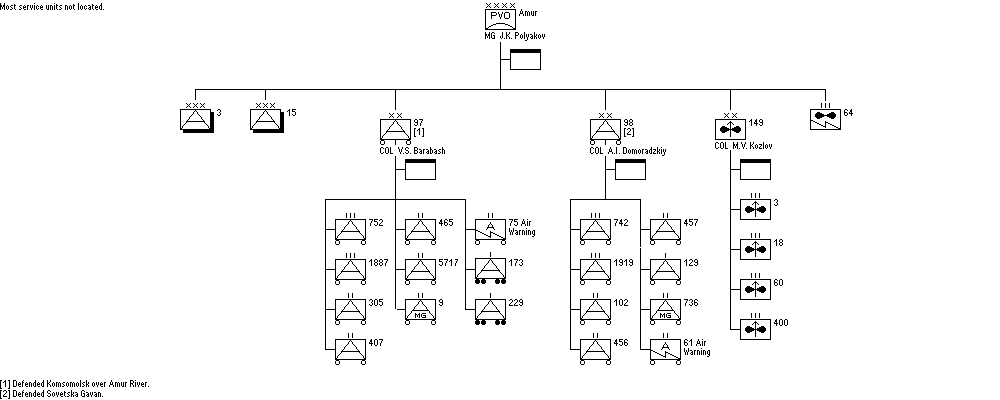 Most service units not located.
XXXX
PVO
Amur
MG J.K. Polyakov
XXX
3
XXX
15
XX
97
[1]
COL V.S. Barabash
XX
98
[2]
COL A.I. Domoradzkiy
XX
149
COL M.V. Kozlov
III
64
III
752
III
1887
II
305
II
407
II
465
II
5717
II
MG
9
II
A
75 Air
Warning
I
173
I
229
III
742
III
1919
II
102
II
456
II
457
I
129
II
MG
736
II
A
61 Air
Warning
III
3
III
18
III
60
III
400
[1] Defended Komsomolsk over Amur River.
[2] Defended Sovetska Gavan.